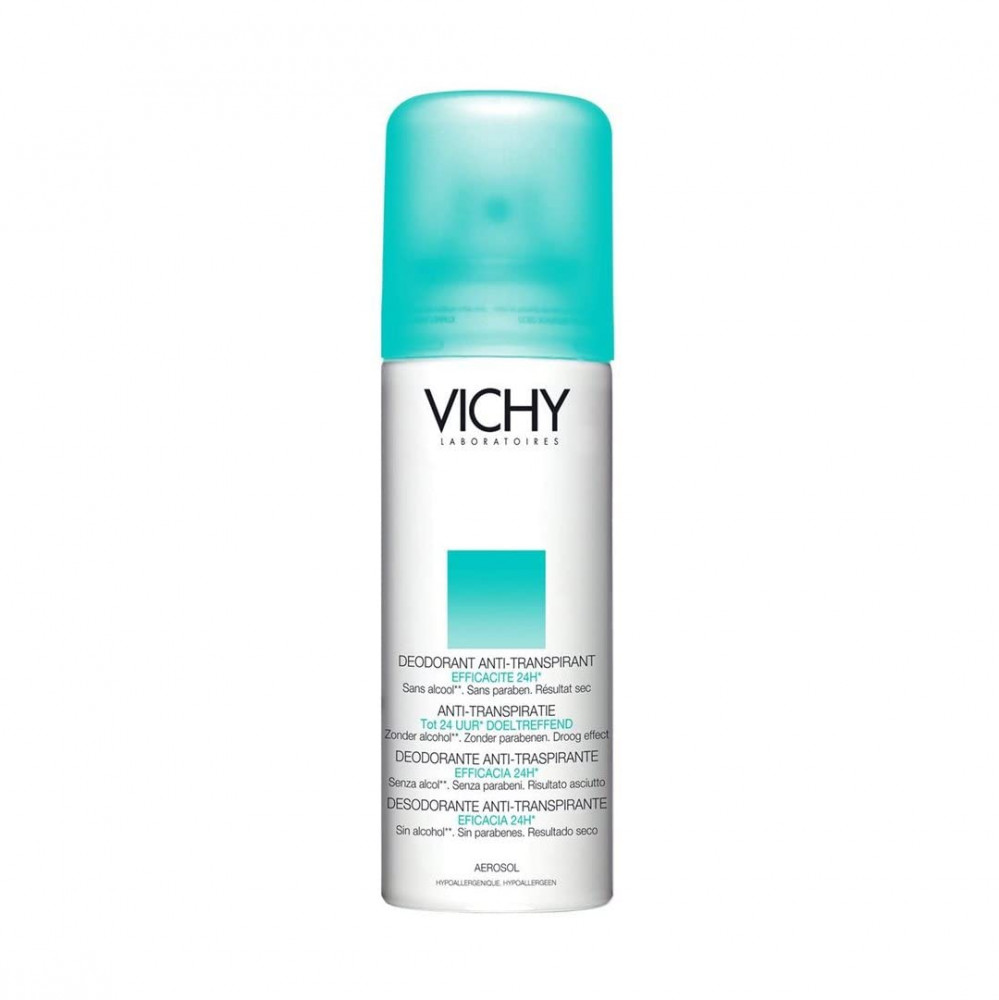 VICHY
LABORATOIRES
DEODORANT ANTI-TRANSPIRANT
EFFICACITE 24H*
Sans alcool**. Sans paraben. Résultat sec
ANTI-TRANSPIRATIE
Tot 24 UUR* DOELTREFFEND
Zonder alcohol**. Zonder parabenen. Droog effect
DEODORANTE ANTI-TRASPIRANTE
EFFICACIA 24H*
Senza alcol**. Senza parabeni. Risultato asciutto
DESODORANTE ANTI-TRANSPIRANTE
EFICACIA 24H*
Sin alcohol**. Sin parabenes. Resultado seco
AEROSOL
HYPOALLERGENIQUE, HYPOALLERGEEN